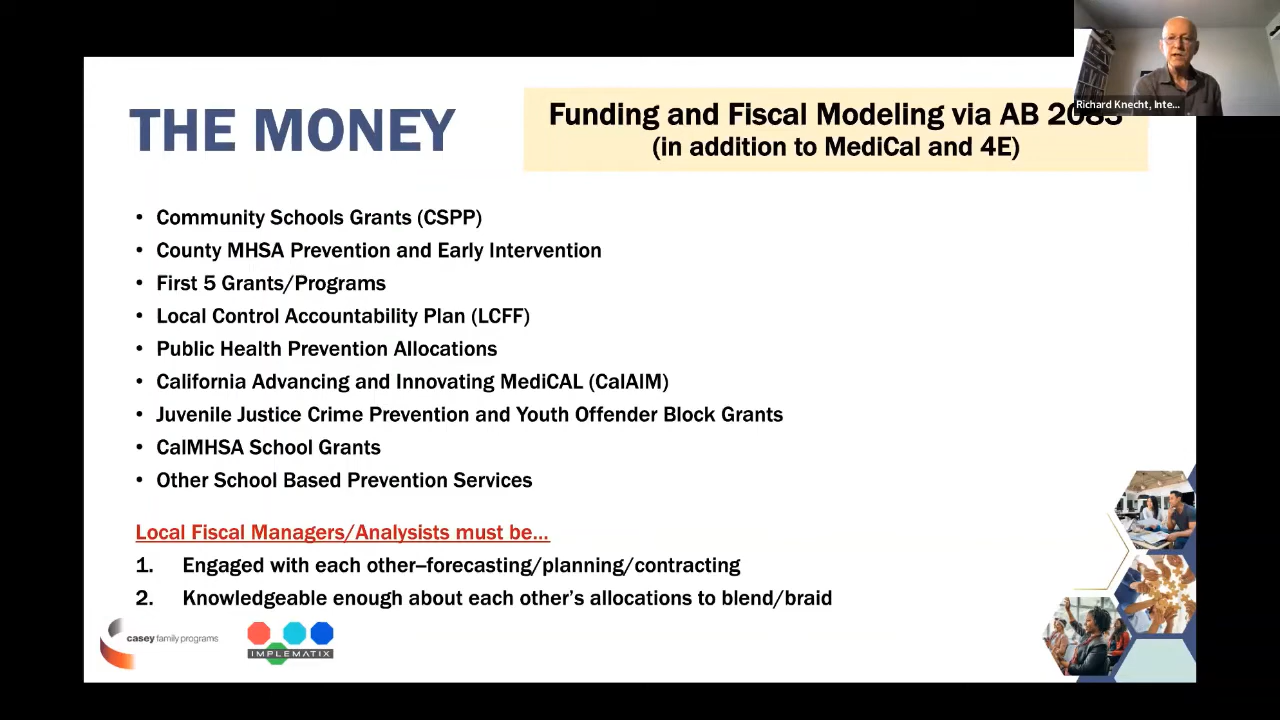 Richard Knecht, Inte...
THE MONEY
Funding and Fiscal Modeling via AB 2083
(in addition to MediCal and 4E)
• Community Schools Grants (CSPP)
• County MHSA Prevention and Early Intervention
• First 5 Grants/Programs
• Local Control Accountability Plan (LCFF)
• Public Health Prevention Allocations
• California Advancing and Innovating MediCAL (CalAIM)
• Juvenile Justice Crime Prevention and Youth Offender Block Grants
• CalMHSA School Grants
• Other School Based Prevention Services
Local Fiscal Managers/Analysists must be...
1. Engaged with each other–forecasting/planning/contracting
2. Knowledgeable enough about each other's allocations to blend/braid
casey family programs
IMPLEMATIX